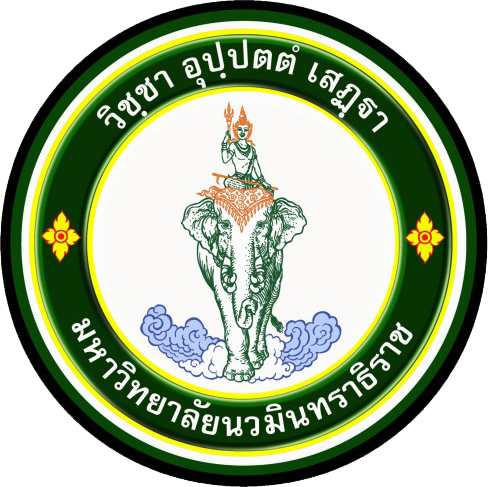 วิชฺชา อุปฺปตตํ เสฏฺฐา
มหาวิทยาลัยนวมินทราธิราช